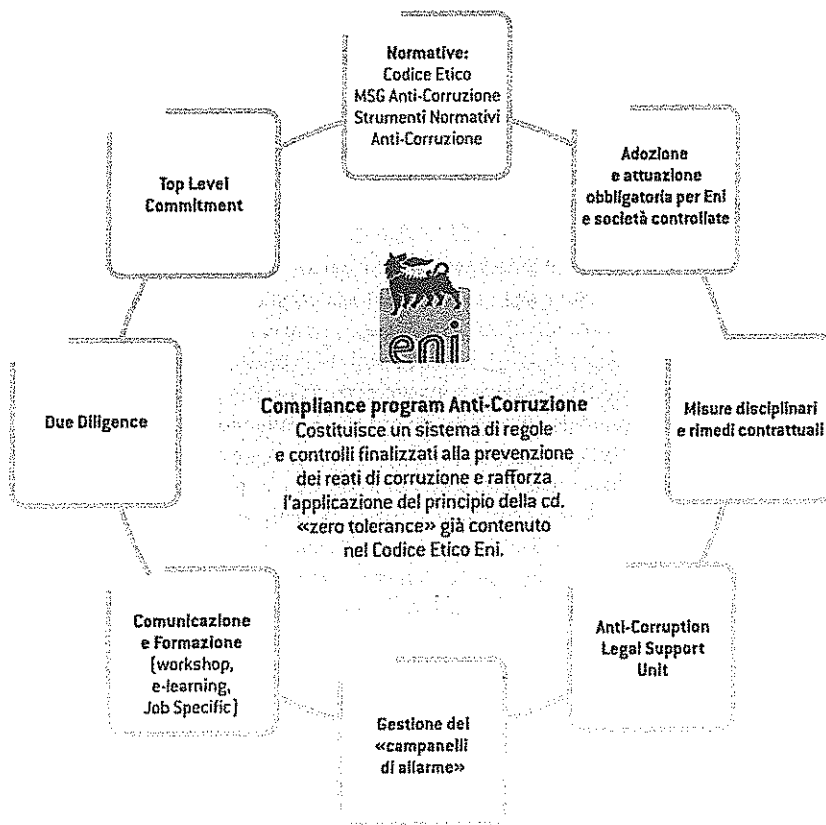 Normative:
Codice Etico
MSG Anti-Corruzione
Strumenti Normativi
Anti-Corruzione
Adozione
e attuazione
obbligatoria per Eni
e società controllate
Top Level
Commitment
eni
Due Diligence
Compliance program Anti-Corruzione
Costituisce un sistema di regole
e controlli finalizzati alla prevenzione
dei reati di corruzione e rafforza
l'applicazione del principio della cd.
«zero tolerance» già contenuto
nel Codice Etico Eni.
Misure disciplinari
e rimedi contrattuali
Comunicazione
e Formazione
(workshop,
e-learning,
Job Specific)
Anti-Corruption
Legal Support
Unit
Gestione dei
«campanelli
di allarme»